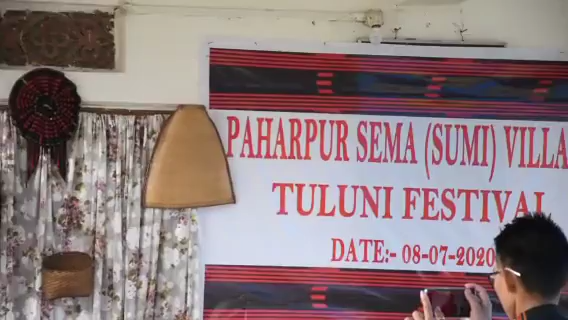 PAHARPUR SEMA (SUMI) VILLA
TULUNI FESTIVAL
DATE:- 08-07-2020